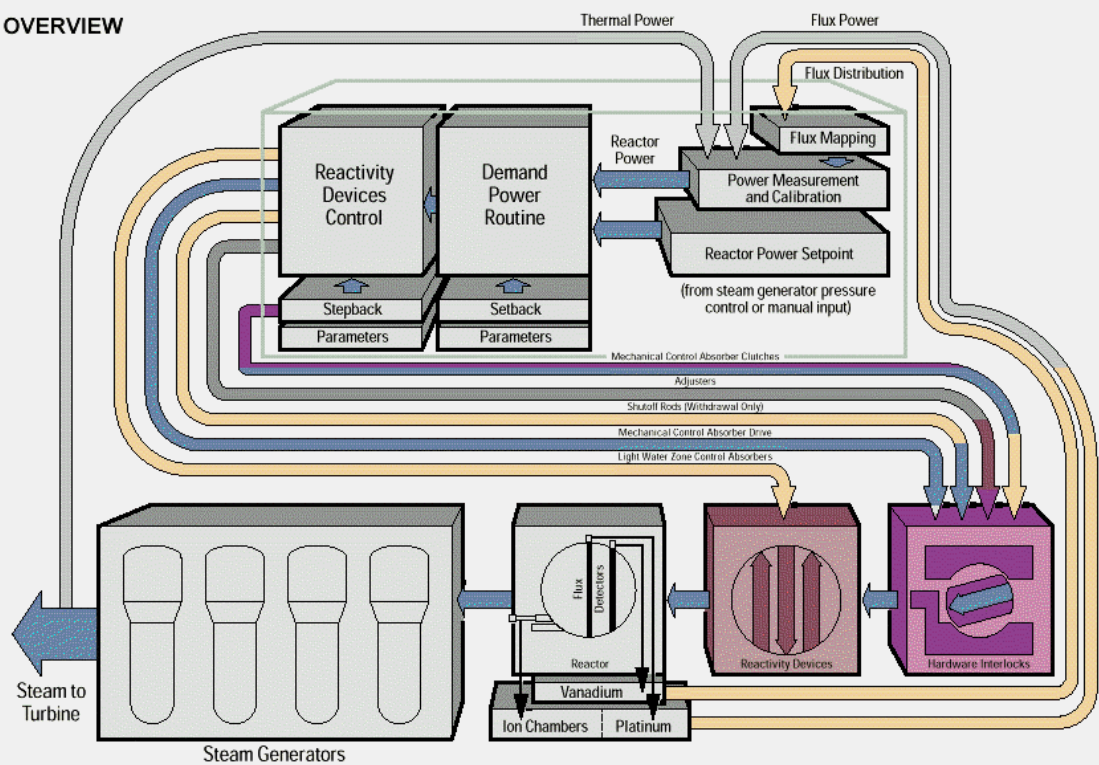 OVERVIEW
Thermal Power
Flux Power
Flux Distribution
Flux Mapping
Reactor
Power
Power Measurement
and Calibration
Reactor Power Setpoint
(from steam generator pressure
control or manual input)
Reactivity
Devices
Control
Demand
Power
Routine
Stepback
Setback
Parameters
Parameters
Mechanical Control Absorber Clutches
Adjusters
Shutoff Rods (Withdrawal Only)
Mechanical Control Absorber Drive
Light Water Zone Control Absorbers
Steam to
Turbine
Steam Generators
Flux
Detectors
Reactor
Vanadium
Ion Chambers
Platinum
Reactivity Devices
Hardware Interlocks